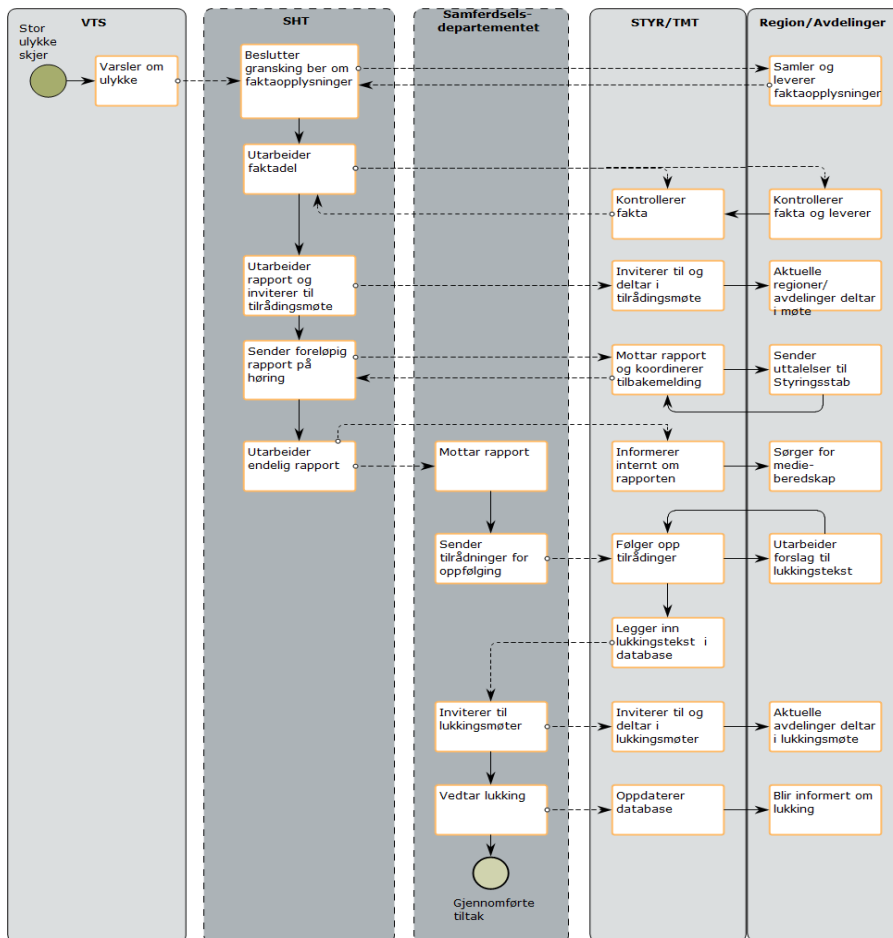 VTS
SHT
Samferdsels-
departementet
STYR/TMT
Region/Avdelinger
Stor
ulykke
skjer
Varsler om
ulykke
Beslutter
gransking ber om
faktaopplysninger
Samler og
leverer
faktaopplysninger
Utarbeider
faktadel
Kontrollerer
fakta
Kontrollerer
fakta og leverer
Utarbeider
rapport og
inviterer til
tilrådingsmøte
Inviterer til og
deltar i
tilrådingsmøte
Aktuelle
regioner/
avdelinger deltar
i møte
Sender foreløpig
rapport på
høring
Mottar rapport
og koordinerer
tilbakemelding
Sender
uttalelser til
Styringsstab
Utarbeider
endelig rapport
Mottar rapport
Informerer
internt om
rapporten
Sørger for
medie-
beredskap
Sender
tilrådninger for
oppfølging
Følger opp
tilrådinger
Utarbeider
forslag til
lukkingstekst
Legger inn
lukkingstekst i
database
Inviterer til
lukkingsmøter
Inviterer til og
deltar i
lukkingsmøter
Aktuelle
avdelinger deltar
i lukkingsmøte
Vedtar lukking
Oppdaterer
database
Blir informert om
lukking
Gjennomførte
tiltak